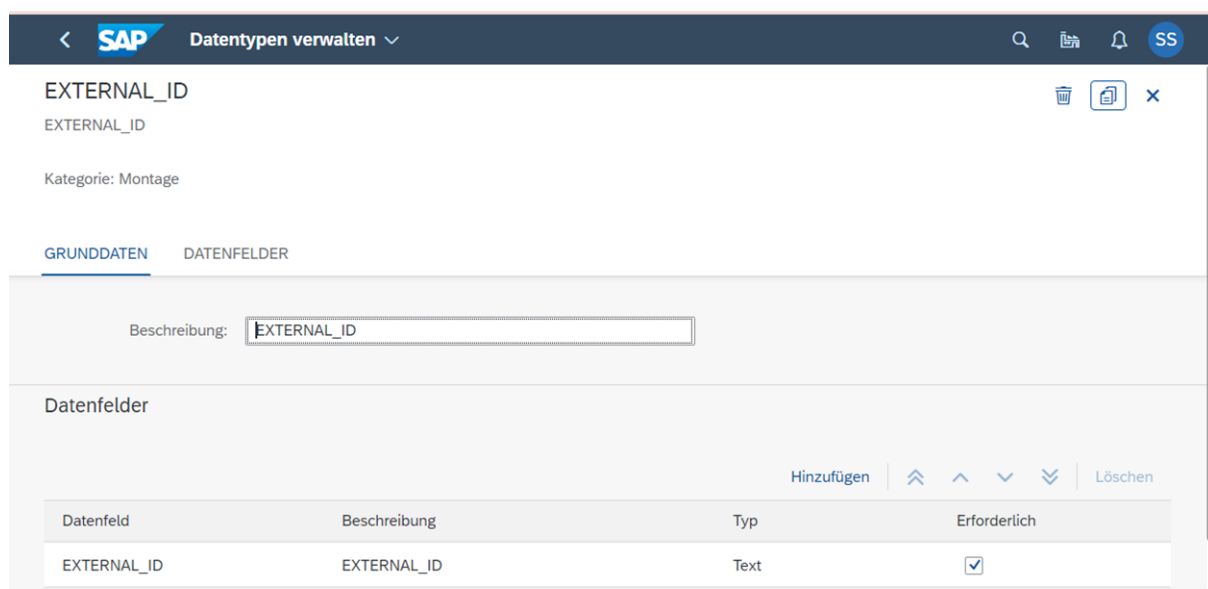 SAP Datentypen verwalten SS
EXTERNAL_ID
EXTERNAL_ID
Kategorie: Montage
GRUNDDATEN DATENFELDER
Beschreibung: EXTERNAL_ID
Datenfelder
Hinzufügen Löschen
Datenfeld Beschreibung Typ Erforderlich
EXTERNAL_ID EXTERNAL_ID Text